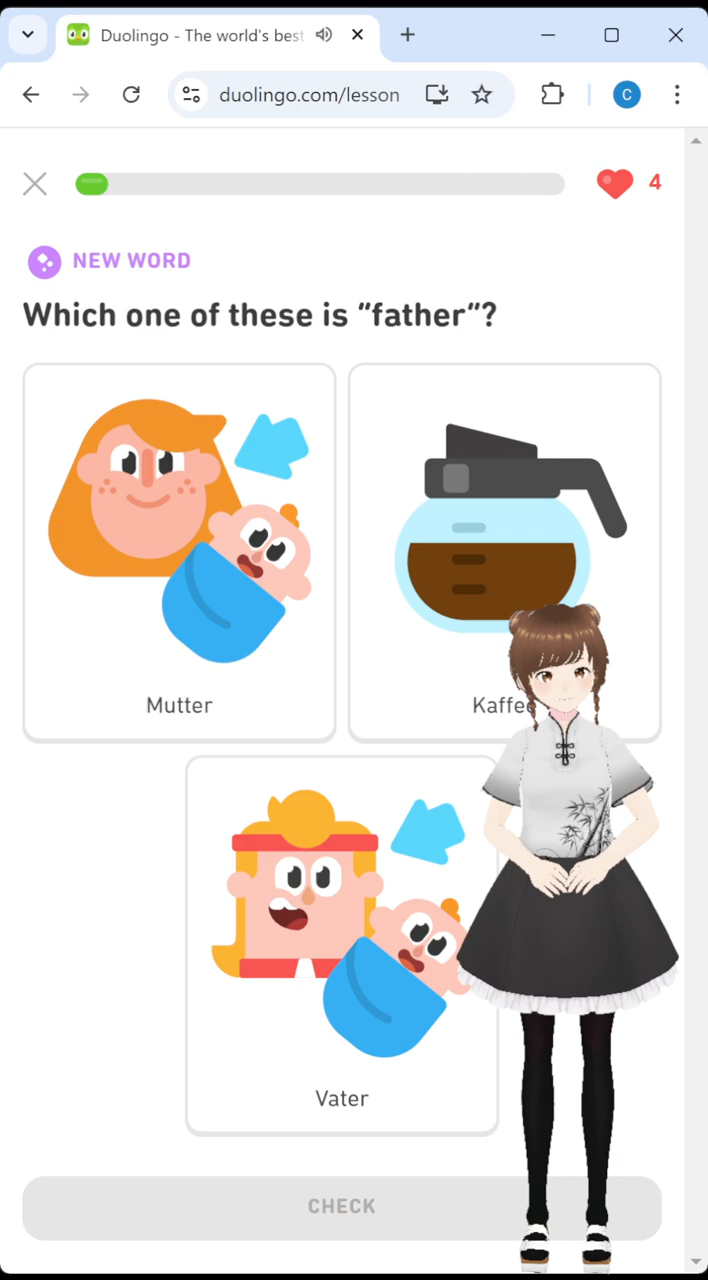 Duolingo - The world's best
duolingo.com/lesson
C
4
NEW WORD
Which one of these is “father”?
Mutter
Kaffee
Vater
CHECK